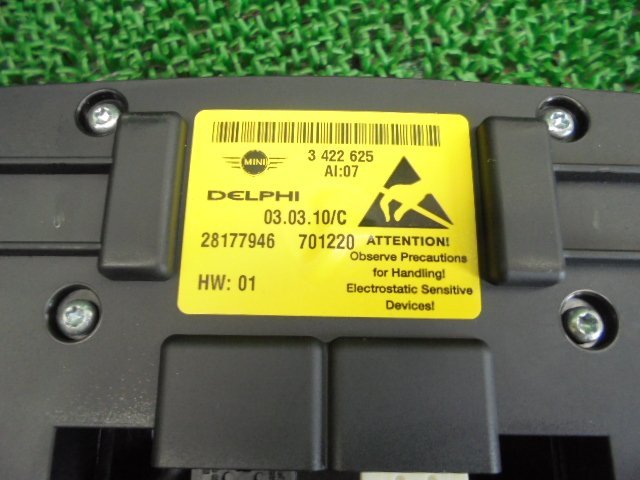 3 422 625
MINI
AI:07
DELPHI
03.03.10/C
28177946 701220
ATTENTION!
Observe Precautions
for Handling!
HW: 01
Electrostatic Sensitive
Devices!